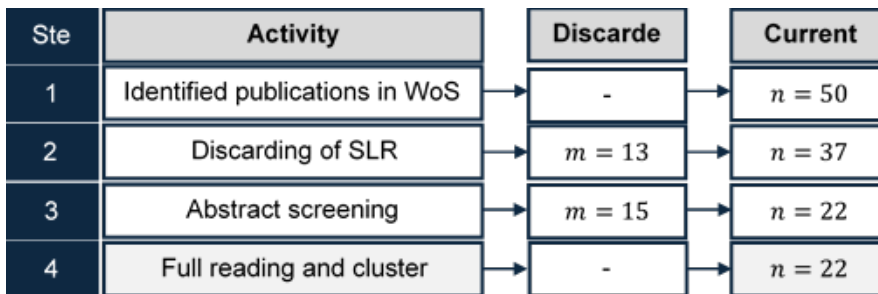 Ste Activity Discarde Current
1 Identified publications in WoS - n = 50
2 Discarding of SLR m = 13 n = 37
3 Abstract screening m = 15 n = 22
4 Full reading and cluster - n = 22